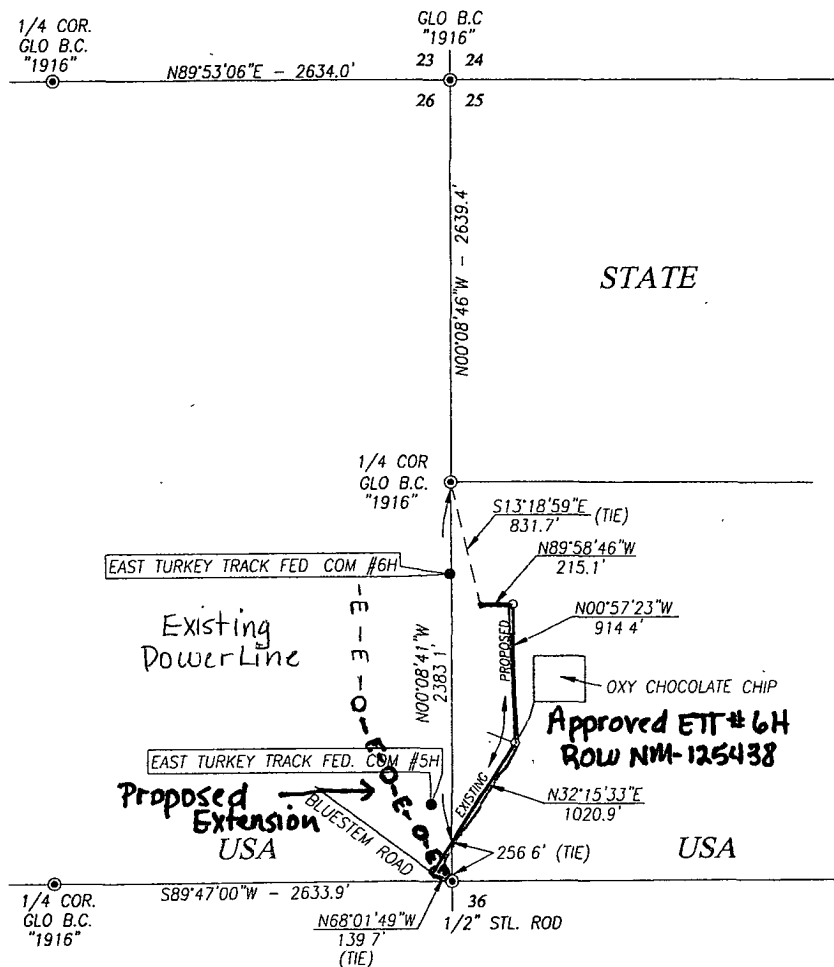 1/4 COR.
GLO B.C.
"1916"
GLO B.C
"1916"
23 24
N89°53'06"E - 2634.0'
26 25
N00°08'46"W - 2639.4'
STATE
1/4 COR
GLO B.C.
"1916"
S13°18'59"E (TIE)
831.7'
N89°58'46"W
215.1'
EAST TURKEY TRACK FED COM #6H
N00°57'23"W
914 4'
Existing
PowerLine
E
E
N00°08'41"W
2383 1'
PROPOSED
OXY CHOCOLATE CHIP
Approved ETT #6H
ROW NM-125438
EAST TURKEY TRACK FED. COM #5H
E
E
E
E
Proposed
Extension
EXISTING
N32°15'33"E
1020.9'
BLUESTEM ROAD
USA
256 6' (TIE)
USA
S89°47'00"W - 2633.9'
1/4 COR.
GLO B.C.
"1916"
36
1/2" STL. ROD
N68°01'49"W
139 7'
(TIE)